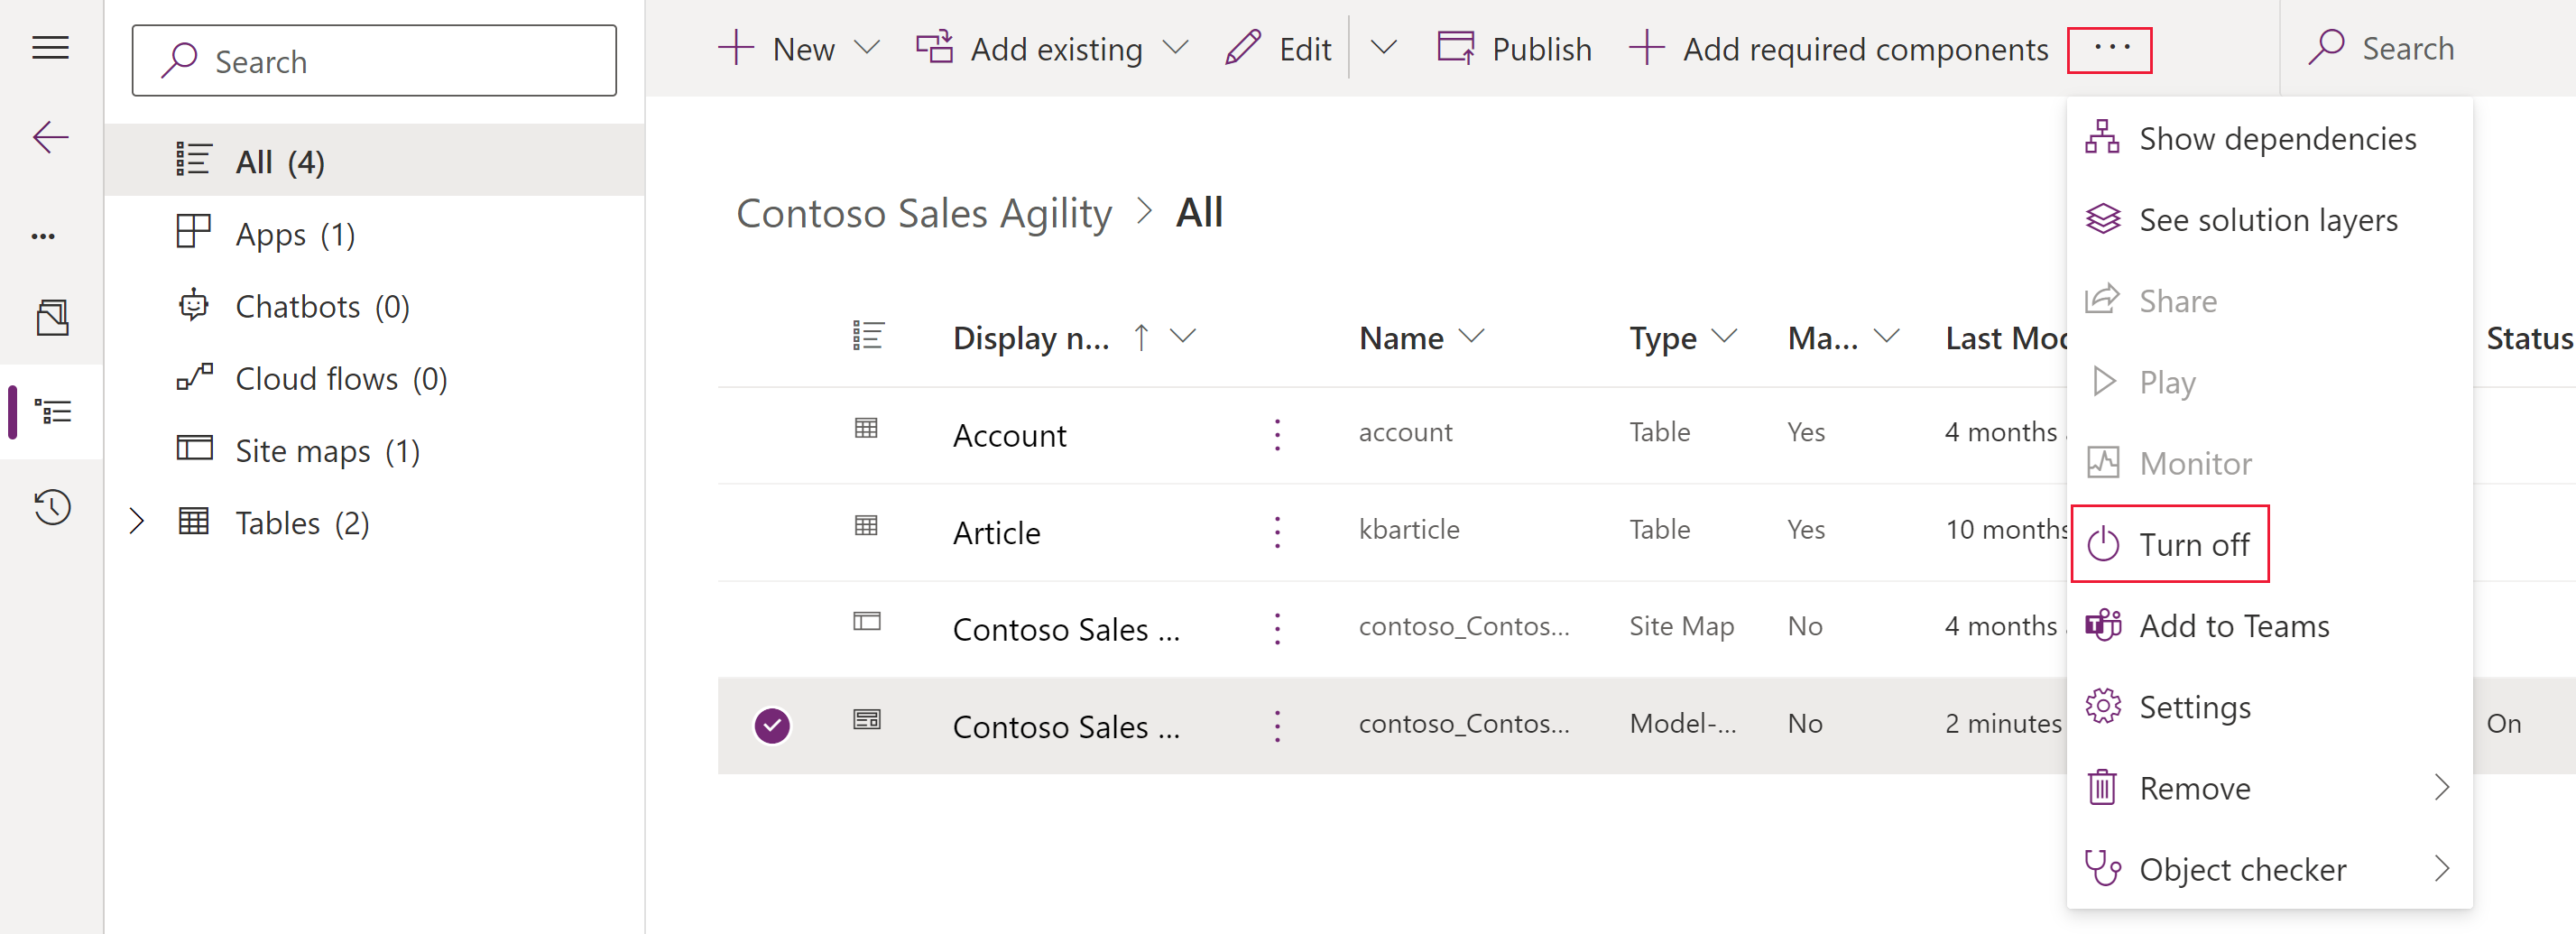 Search
All (4)
Apps (1)
Chatbots (0)
Cloud flows (0)
Site maps (1)
Tables (2)
New
Add existing
Edit
Publish
Add required components
···
Search
Contoso Sales Agility > All
Display n... ↑ Name Type Ma... Last Moc Status
Account account Table Yes 4 months
Article kbarticle Table Yes 10 months
Contoso Sales ... contoso_Contos... Site Map No 4 months
Contoso Sales ... contoso_Contos... Model-... No 2 minutes On
Show dependencies
See solution layers
Share
Play
Monitor
Turn off
Add to Teams
Settings
Remove
Object checker